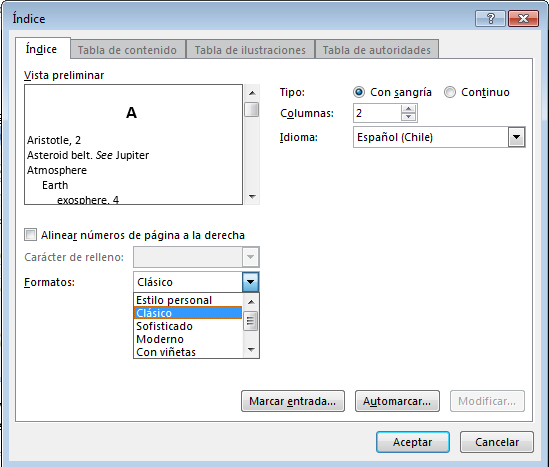 Índice
Índice Tabla de contenido Tabla de ilustraciones Tabla de autoridades
Vista preliminar
A
Aristotle, 2
Asteroid belt. See Jupiter
Atmosphere
Earth
exosphere, 4
Tipo: Con sangría Continuo
Columnas: 2
Idioma: Español (Chile)
Alinear números de página a la derecha
Carácter de relleno:
Formatos: Clásico
Estilo personal
Clásico
Sofisticado
Moderno
Con viñetas
Marcar entrada... Automarcar... Modificar...
Aceptar Cancelar